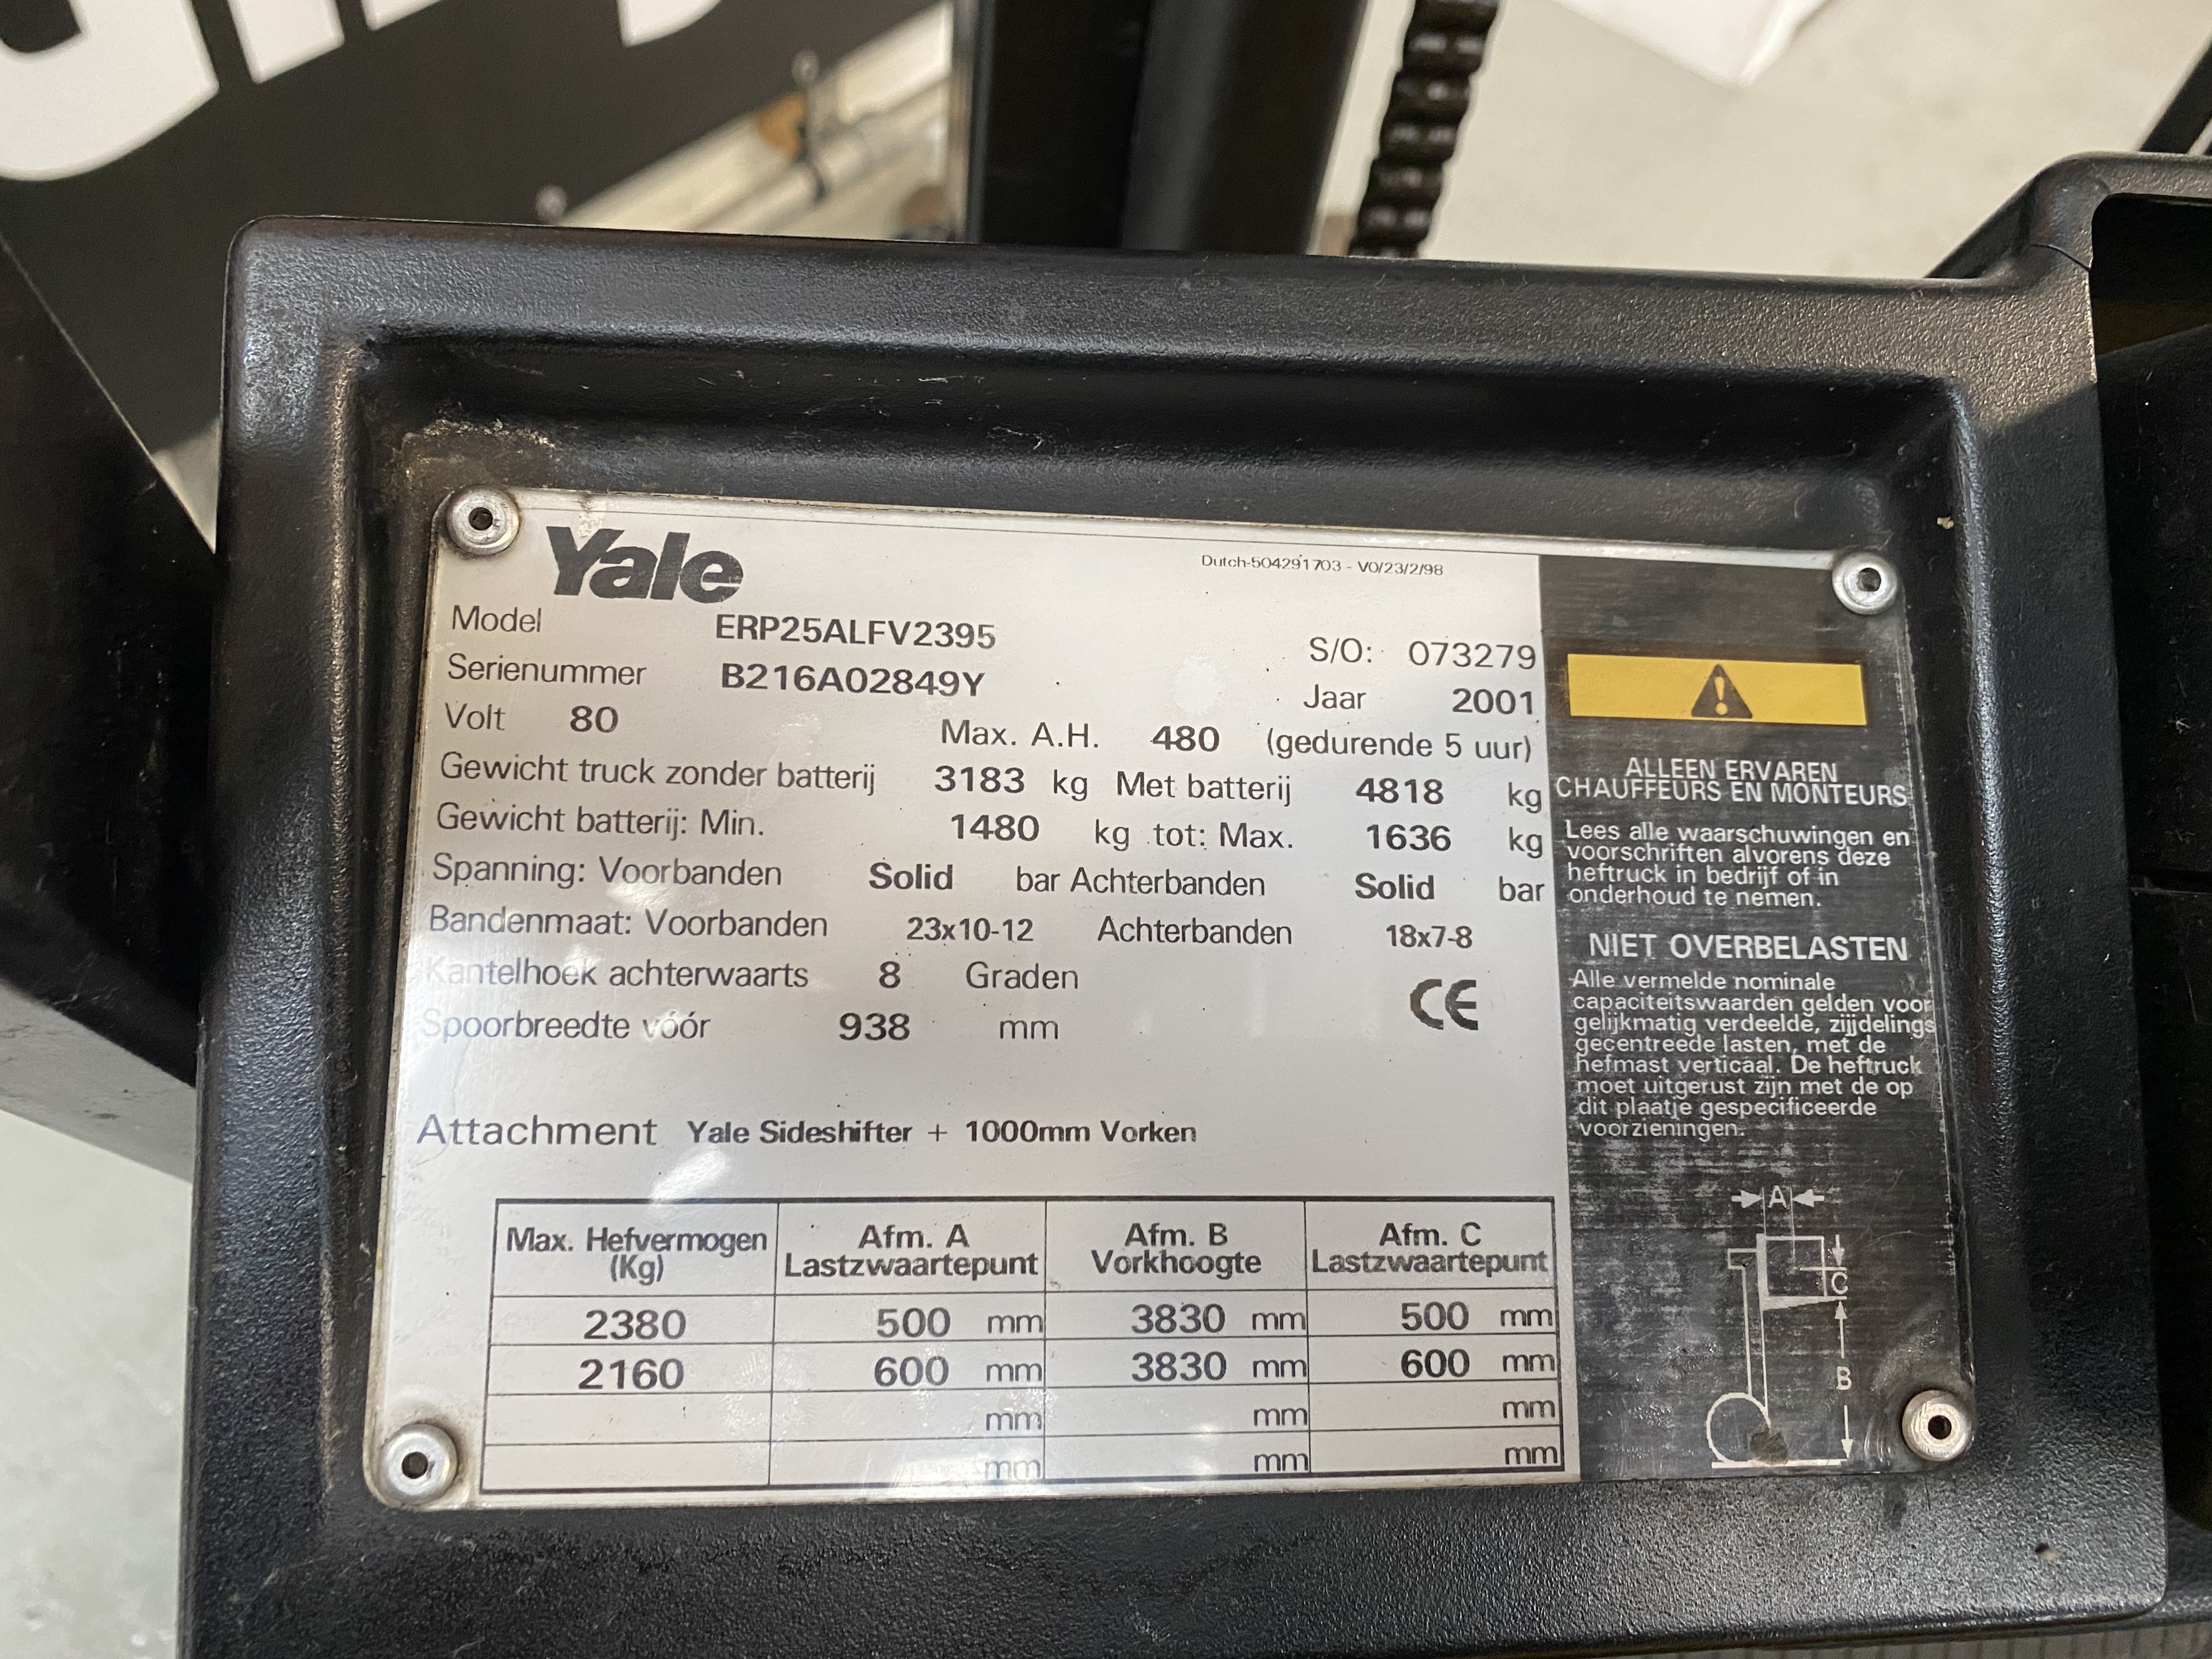 Yale
Dutch-504291703 - V0/23/2/98
Model ERP25ALFV2395 S/O: 073279
Serienummer B216A02849Y Jaar 2001
Volt 80 Max. A.H. 480 (gedurende 5 uur)
Gewicht truck zonder batterij 3183 kg Met batterij 4818 kg
Gewicht batterij: Min. 1480 kg tot: Max. 1636 kg
Spanning: Voorbanden Solid bar Achterbanden Solid bar
Bandenmaat: Voorbanden 23x10-12 Achterbanden 18x7-8
Kantelhoek achterwaarts 8 Graden
CE
Spoorbreedte vóór 938 mm
Attachment Yale Sideshifter + 1000mm Vorken
Max. Hefvermogen Afm. A Afm. B Afm. C
(Kg) Lastzwaartepunt Vorkhoogte Lastzwaartepunt
2380 500 mm 3830 mm 500 mm
2160 600 mm 3830 mm 600 mm
mm mm mm
mm mm mm
ALLEEN ERVAREN
CHAUFFEURS EN MONTEURS
Lees alle waarschuwingen en
voorschriften alvorens deze
heftruck in bedrijf of in
onderhoud te nemen.
NIET OVERBELASTEN
Alle vermelde nominale
capaciteitswaarden gelden voor
gelijkmatig verdeelde, zijdelings
gecentreede lasten, met de
hefmast verticaal. De heftruck
moet uitgerust zijn met de op
dit plaatje gespecificeerde
voorzieningen.
A
C
B